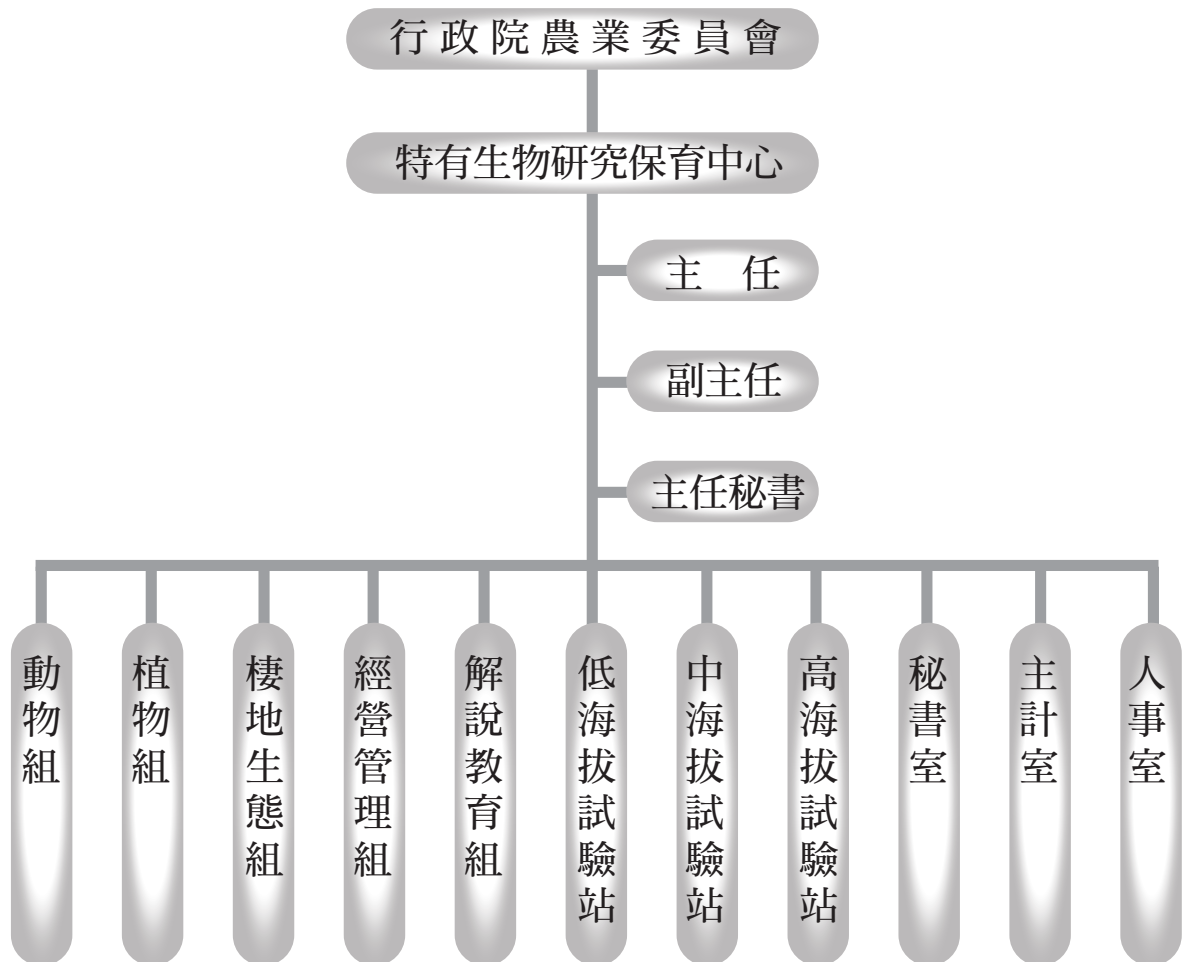 行政院農業委員會
特有生物研究保育中心
主　任
副主任
主任秘書
動物組
植物組
棲地生態組
經營管理組
解說教育組
低海拔試驗站
中海拔試驗站
高海拔試驗站
秘書室
主計室
人事室